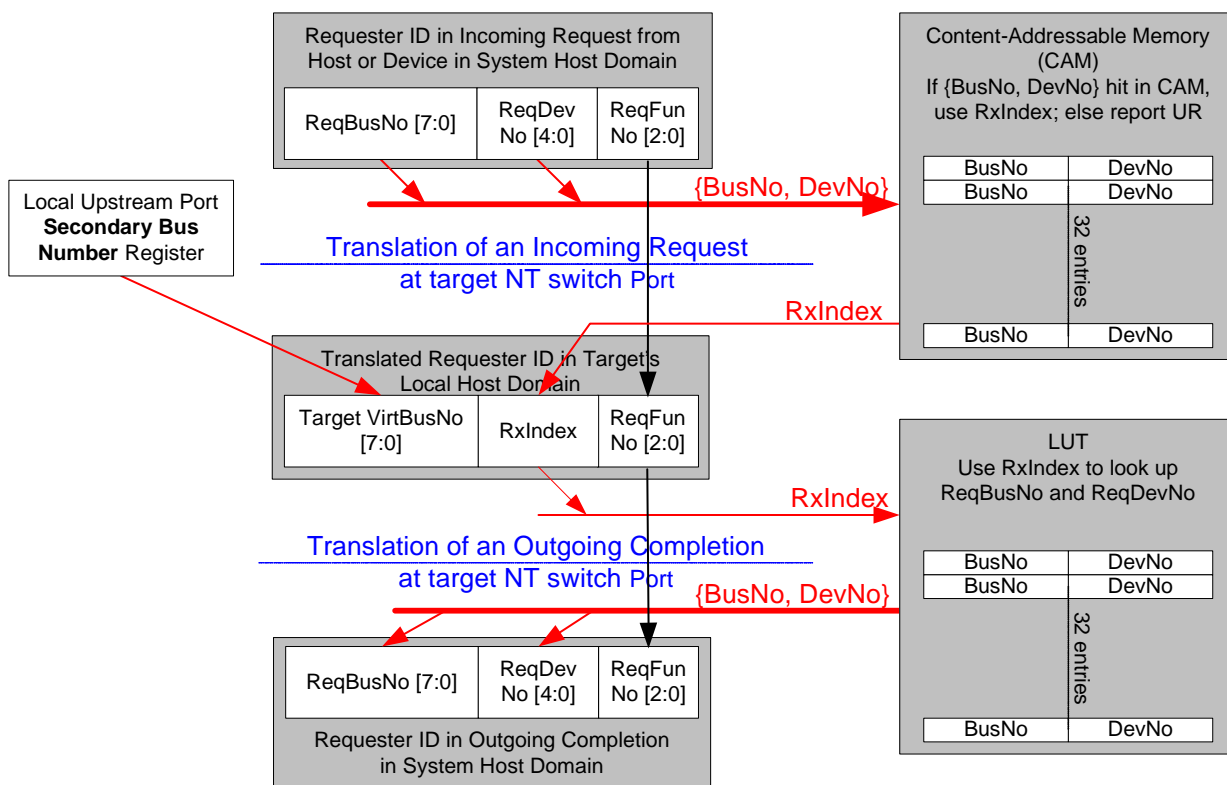 Requester ID in Incoming Request from
Host or Device in System Host Domain
ReqBusNo [7:0]
ReqDev
No [4:0]
ReqFun
No [2:0]
Content-Addressable Memory
(CAM)
If {BusNo, DevNo} hit in CAM,
use RxIndex; else report UR
BusNo DevNo
BusNo DevNo
32 entries
BusNo DevNo
{BusNo, DevNo}
Local Upstream Port
Secondary Bus
Number Register
Translation of an Incoming Request
at target NT switch Port
RxIndex
Translated Requester ID in Target's
Local Host Domain
Target VirtBusNo
[7:0]
RxIndex
ReqFun
No [2:0]
LUT
Use RxIndex to look up
ReqBusNo and ReqDevNo
BusNo DevNo
BusNo DevNo
32 entries
BusNo DevNo
RxIndex
Translation of an Outgoing Completion
at target NT switch Port
{BusNo, DevNo}
ReqBusNo [7:0]
ReqDev
No [4:0]
ReqFun
No [2:0]
Requester ID in Outgoing Completion
in System Host Domain